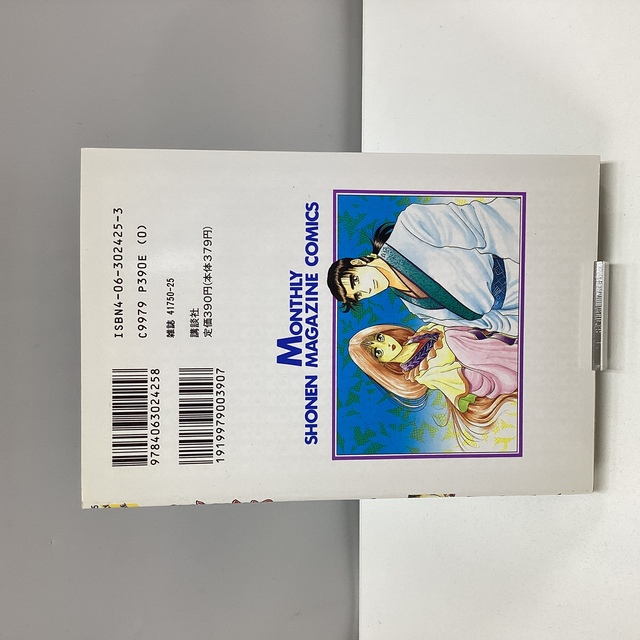 MONTHLY
SHONEN MAGAZINE COMICS
ISBN4-06-302425-3
C9979 P390E (0)
雑誌 41750-25
講談社
定価390円(本体379円)
9784063024258
1919979003907